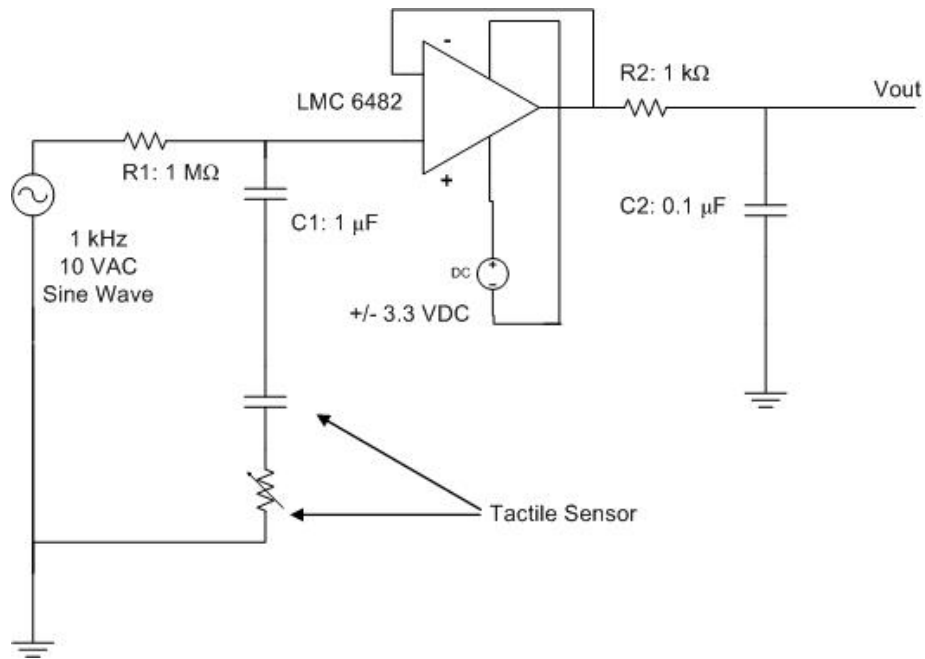 -
R2: 1 kΩ
LMC 6482
Vout
R1: 1 MΩ
+
C1: 1 μF
C2: 0.1 μF
1 kHz
10 VAC
Sine Wave
DC
+
-
+/- 3.3 VDC
Tactile Sensor